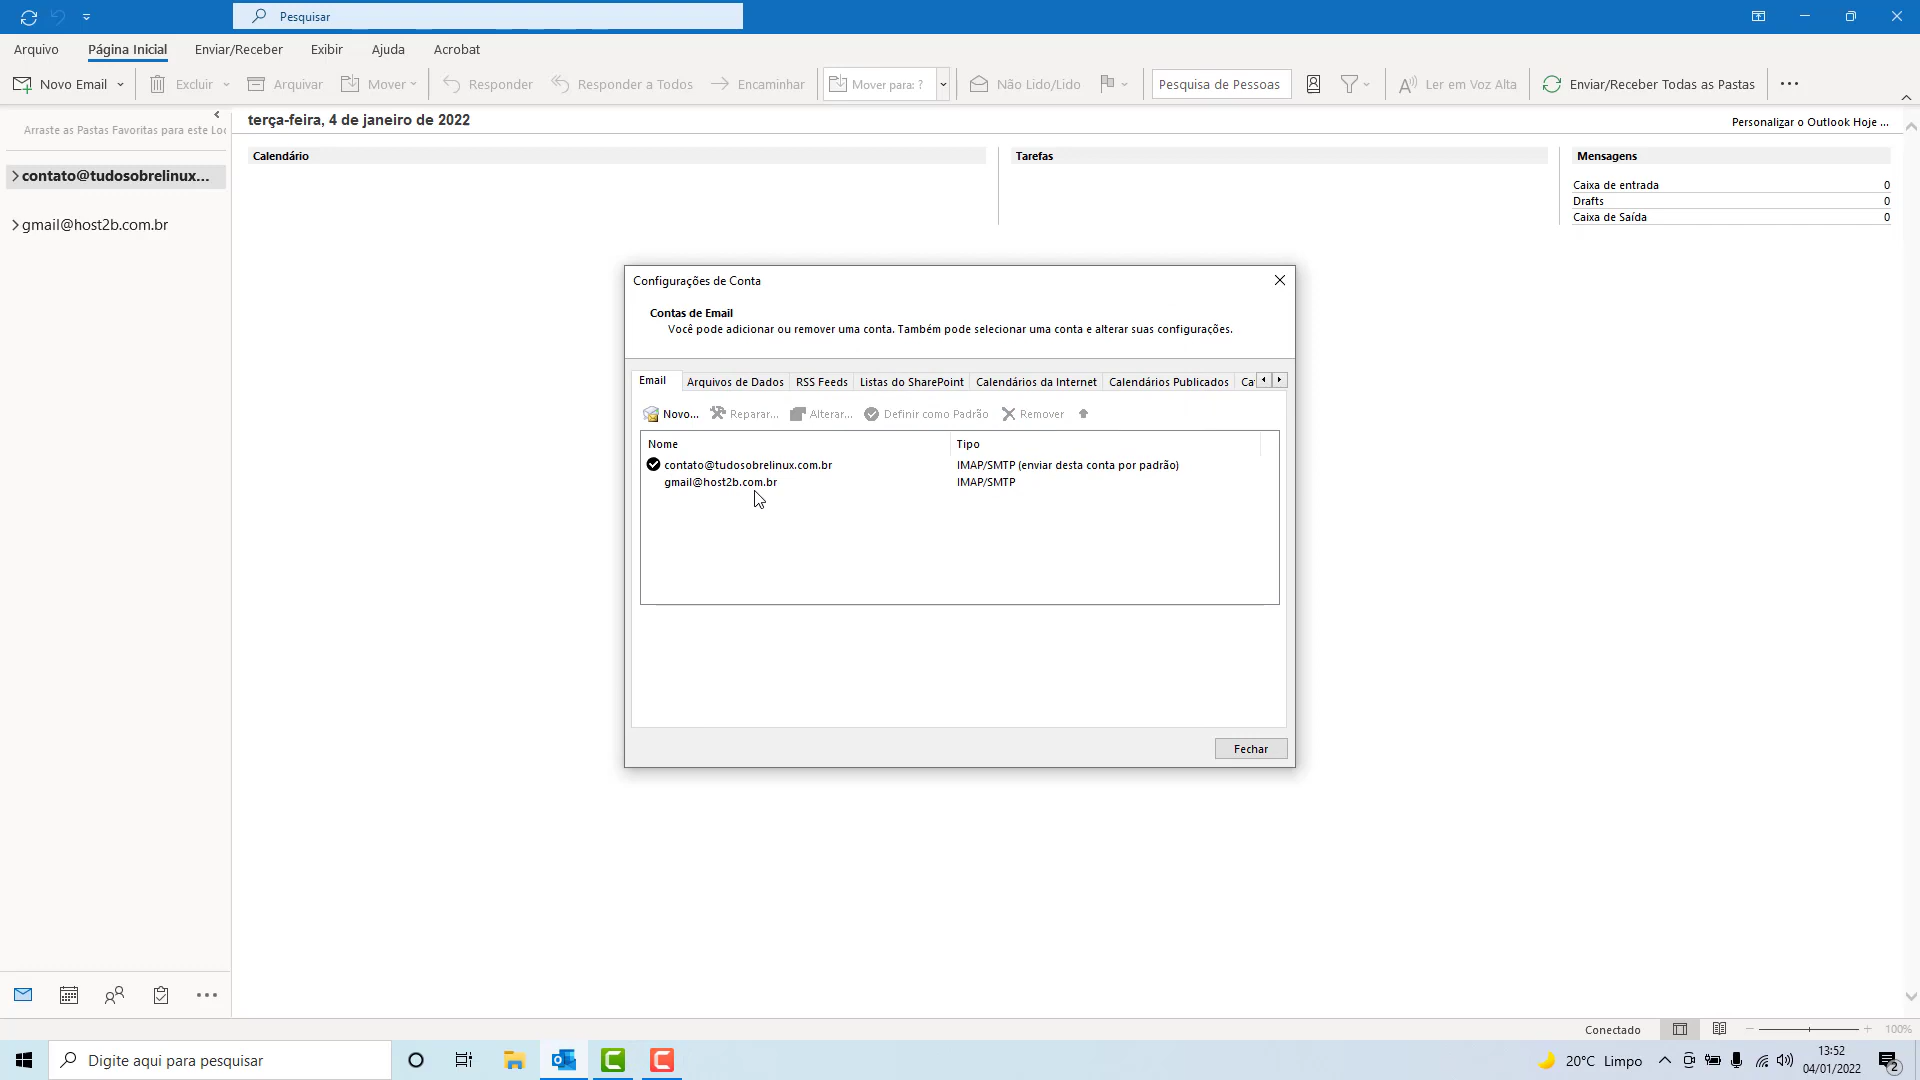 Pesquisar
Arquivo Página Inicial Enviar/Receber Exibir Ajuda Acrobat
Novo Email Excluir Arquivar Mover Responder Responder a Todos Encaminhar Mover para: ? Não Lido/Lido Pesquisa de Pessoas Ler em Voz Alta Enviar/Receber Todas as Pastas
Arraste as Pastas Favoritas para este Loc
contato@tudosobrelinux...
gmail@host2b.com.br
terça-feira, 4 de janeiro de 2022
Personalizar o Outlook Hoje ...
Calendário
Tarefas
Mensagens
Caixa de entrada 0
Drafts 0
Caixa de Saída 0
Configurações de Conta
Contas de Email
Você pode adicionar ou remover uma conta. Também pode selecionar uma conta e alterar suas configurações.
Email Arquivos de Dados RSS Feeds Listas do SharePoint Calendários da Internet Calendários Publicados
Novo... Reparar... Alterar... Definir como Padrão Remover
Nome Tipo
contato@tudosobrelinux.com.br IMAP/SMTP (enviar desta conta por padrão)
gmail@host2b.com.br IMAP/SMTP
Fechar
Conectado 100%
Digite aqui para pesquisar
20°C Limpo
13:52
04/01/2022
2